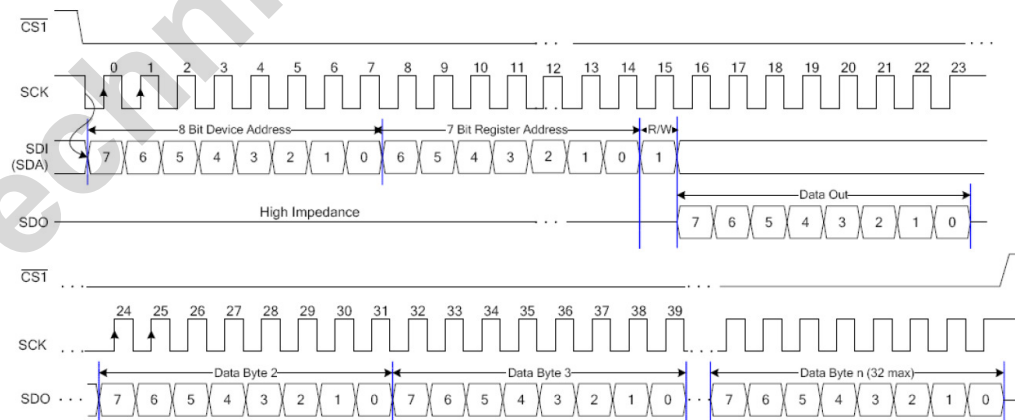 echn
CS1
0 1 2 3 4 5 6 7 8 9 10 11 12 13 14 15 16 17 18 19 20 21 22 23
SCK
8 Bit Device Address 7 Bit Register Address R/W
SDI
(SDA)
7 6 5 4 3 2 1 0 6 5 4 3 2 1 0 1
Data Out
High Impedance
SDO
7 6 5 4 3 2 1 0
CS1
24 25 26 27 28 29 30 31 32 33 34 35 36 37 38 39
SCK
Data Byte 2 Data Byte 3 Data Byte n (32 max)
SDO 7 6 5 4 3 2 1 0 7 6 5 4 3 2 1 0 7 6 5 4 3 2 1 0